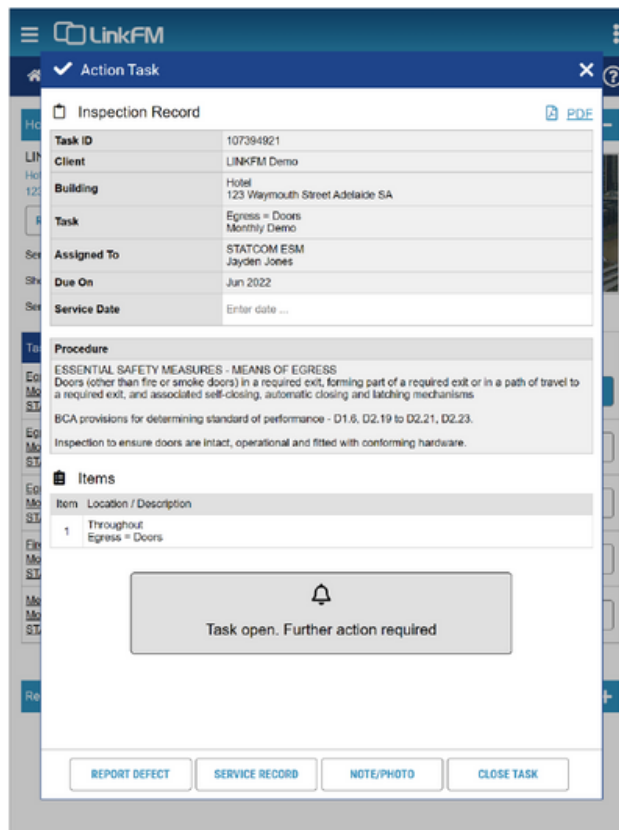 LinkFM
Action Task
Inspection Record
PDF
Task ID 107394921
Client LINKFM Demo
Building Hotel
123 Waymouth Street Adelaide SA
Task Egress = Doors
Monthly Demo
Assigned To STATCOM ESM
Jayden Jones
Due On Jun 2022
Service Date Enter date ...
Procedure
ESSENTIAL SAFETY MEASURES - MEANS OF EGRESS
Doors (other than fire or smoke doors) in a required exit, forming part of a required exit or in a path of travel to
a required exit, and associated self-closing, automatic closing and latching mechanisms
BCA provisions for determining standard of performance - D1.6, D2.19 to D2.21, D2.23.
Inspection to ensure doors are intact, operational and fitted with conforming hardware.
Items
Item Location / Description
1 Throughout
Egress = Doors
Task open. Further action required
REPORT DEFECT SERVICE RECORD NOTE/PHOTO CLOSE TASK